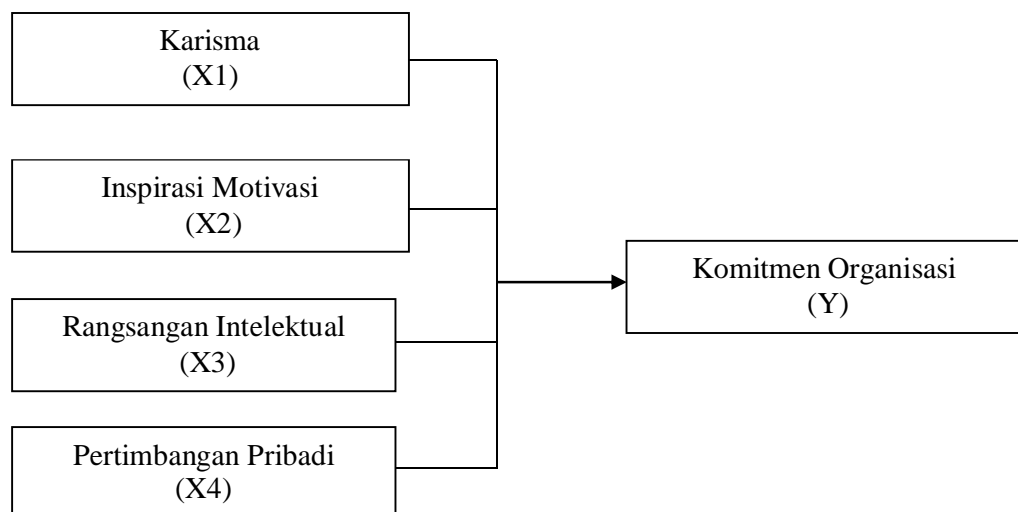 Karisma
(X1)
Inspirasi Motivasi
(X2)
Rangsangan Intelektual
(X3)
Pertimbangan Pribadi
(X4)
Komitmen Organisasi
(Y)